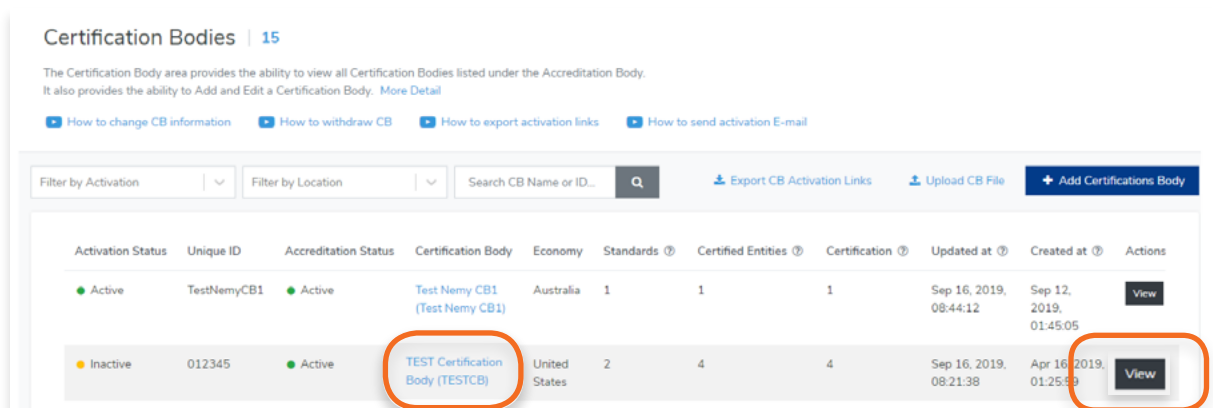 Certification Bodies | 15
The Certification Body area provides the ability to view all Certification Bodies listed under the Accreditation Body.
It also provides the ability to Add and Edit a Certification Body. More Detail
How to change CB information How to withdraw CB How to export activation links How to send activation E-mail
Filter by Activation Filter by Location Search CB Name or ID... Export CB Activation Links Upload CB File + Add Certifications Body
Activation Status Unique ID Accreditation Status Certification Body Economy Standards Certified Entities Certification Updated at Created at Actions
Active TestNemyCB1 Active Test Nemy CB1 Australia 1 1 1 Sep 16, 2019, Sep 12, View
(Test Nemy CB1) 08:44:12 2019,
01:45:05
Inactive 012345 Active TEST Certification United 2 4 4 Sep 16, 2019, Apr 16, 2019, View
Body (TESTCB) States 08:21:38 01:25:59